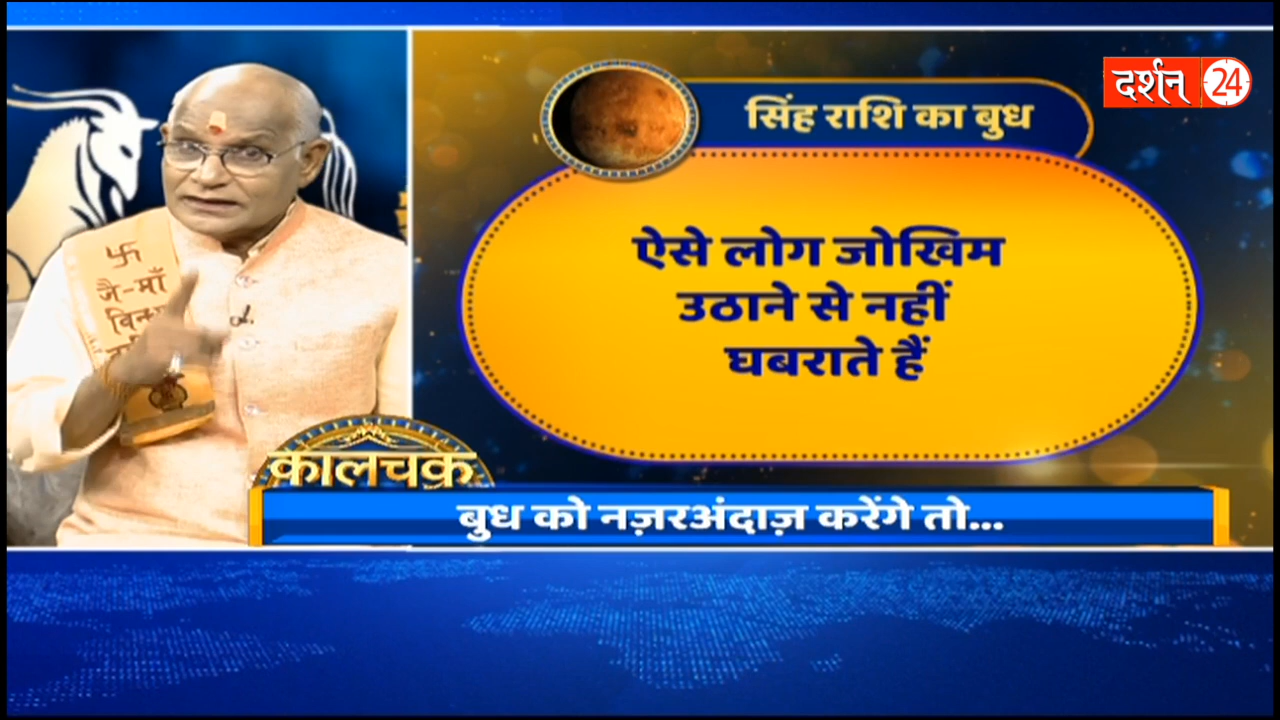 दर्शन 24
सिंह राशि का बुध
ऐसे लोग जोखिम
उठाने से नहीं
घबराते हैं
जै-माँ
कालचक्र
बुध को नज़रअंदाज़ करेंगे तो...